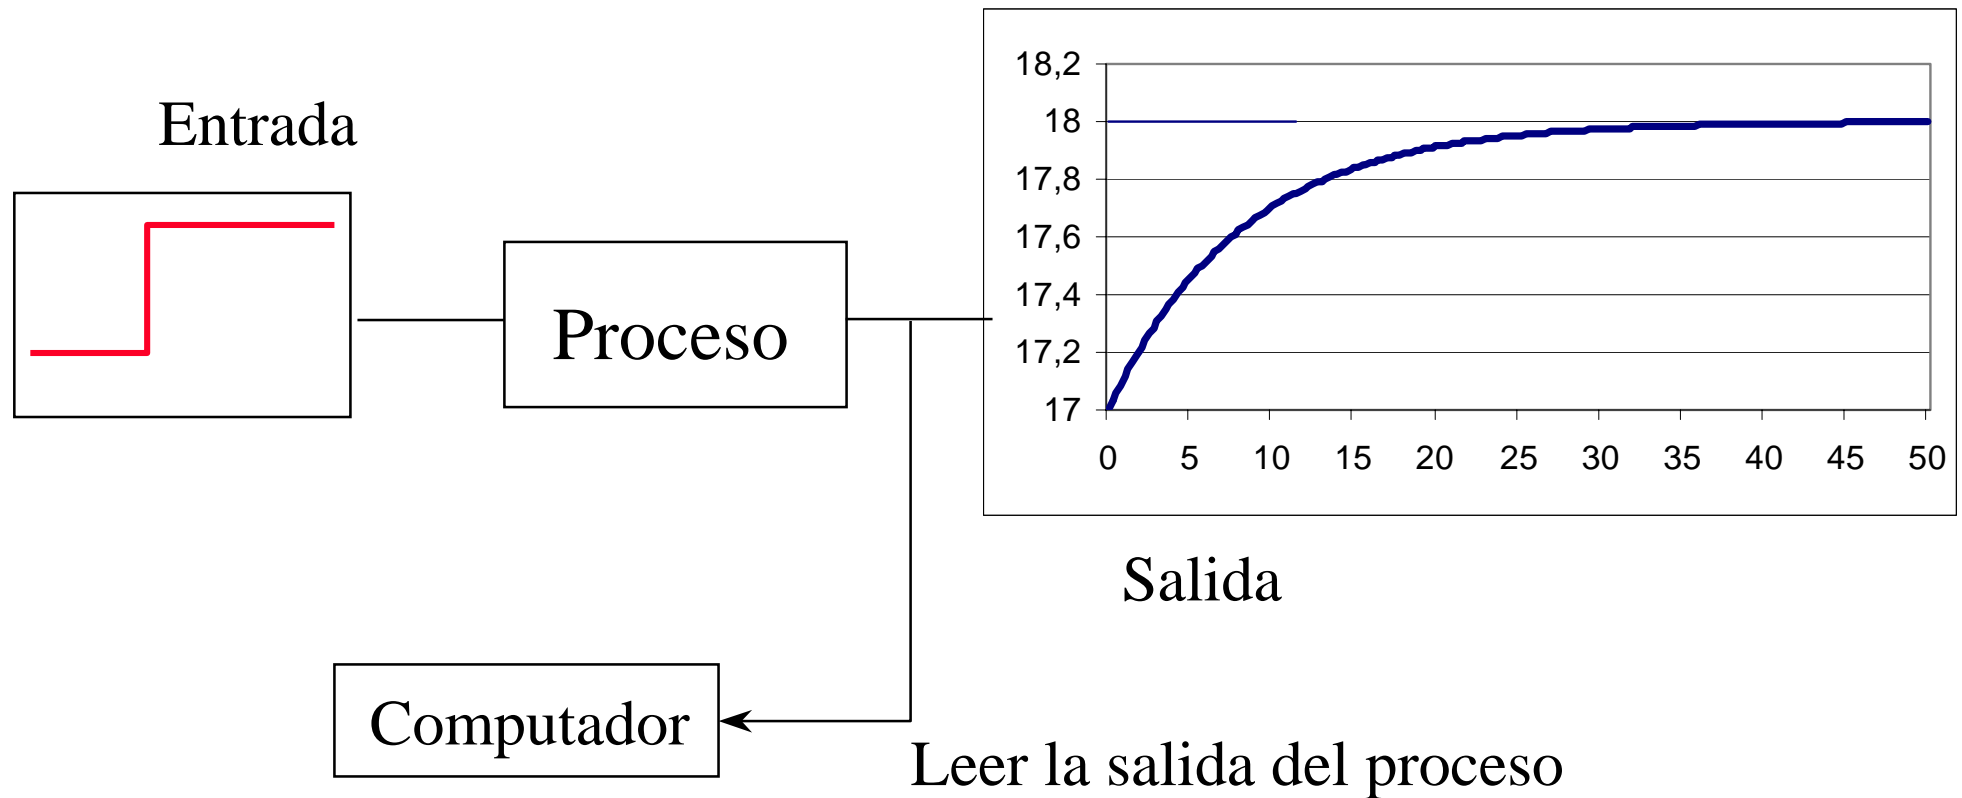 Entrada
Proceso
18,2
18
17,8
17,6
17,4
17,2
17
0 5 10 15 20 25 30 35 40 45 50
Salida
Computador
Leer la salida del proceso